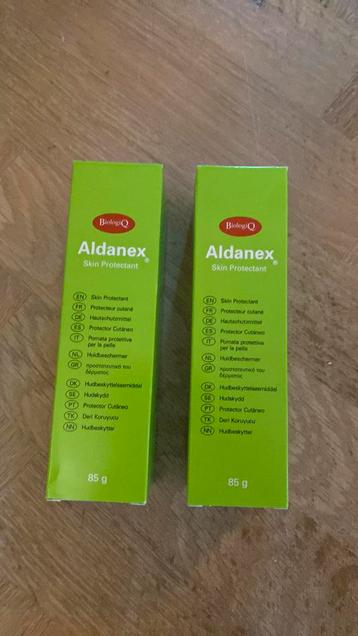 BiologiQ
Aldanex®
Skin Protectant
EN Skin Protectant
FR Protecteur cutané
DE Hautschutzmittel
ES Protector Cutáneo
IT Pomata protettiva
per la pelle
NL Huidbeschermer
GR προστατευτικό του
δέρματος
DK Hudbeskyttelsesmiddel
SE Hudskydd
PT Protector Cutâneo
TK Deri Koruyucu
NN Hudbeskytter
85 g
BiologiQ
Aldanex®
Skin Protectant
EN Skin Protectant
FR Protecteur cutané
DE Hautschutzmittel
ES Protector Cutáneo
IT Pomata protettiva
per la pelle
NL Huidbeschermer
GR προστατευτικό του
δέρματος
DK Hudbeskyttelsesmiddel
SE Hudskydd
PT Protector Cutâneo
TK Deri Koruyucu
NN Hudbeskytter
85 g